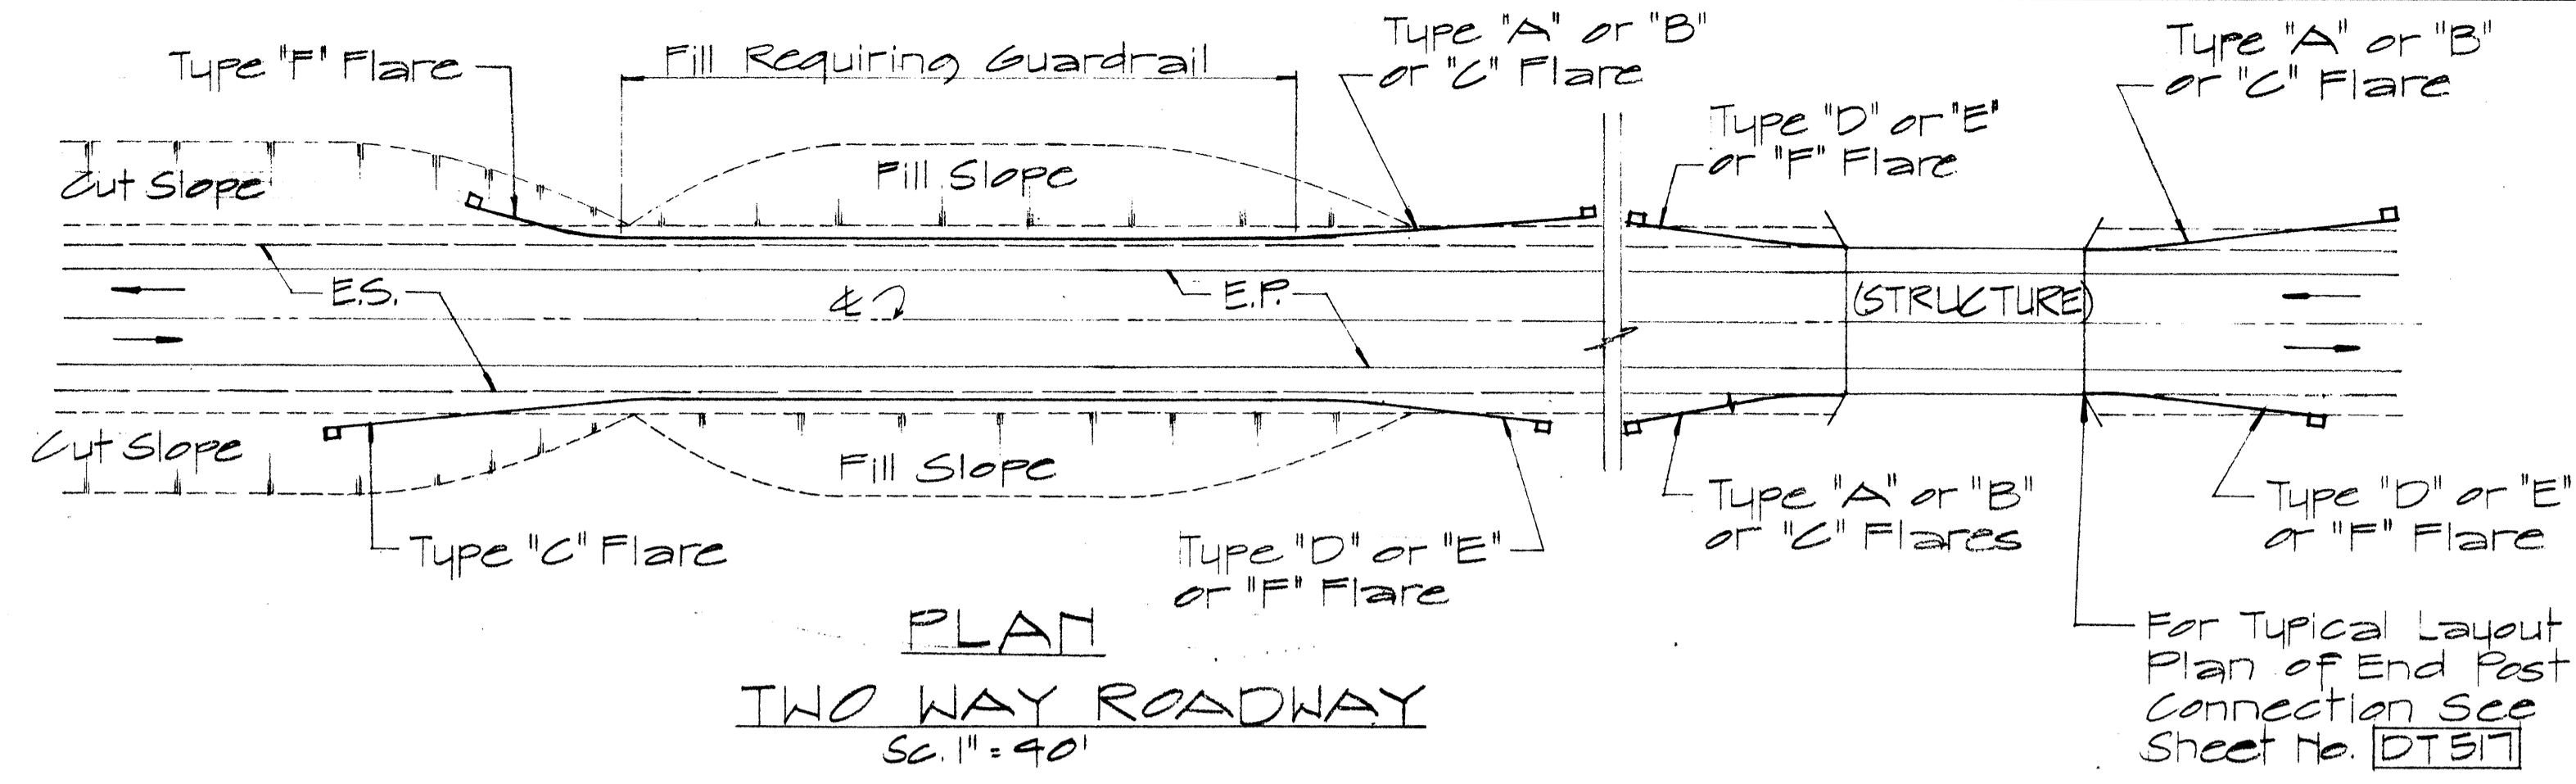 Type "F" Flare
Fill Requiring Guardrail
Type "A" or "B"
or "C" Flare
Type "A" or "B"
or "C" Flare
Type "D" or "E"
or "F" Flare
Cut Slope
Fill Slope
E.S.
℄
E.P.
(STRUCTURE)
Cut Slope
Fill Slope
Type "C" Flare
Type "D" or "E"
or "F" Flare
Type "A" or "B"
or "C" Flares
Type "D" or "E"
or "F" Flare
PLAN
TWO WAY ROADWAY
Sc. 1" = 40'
For Typical Layout
Plan of End Post
Connection See
Sheet No. DT 517